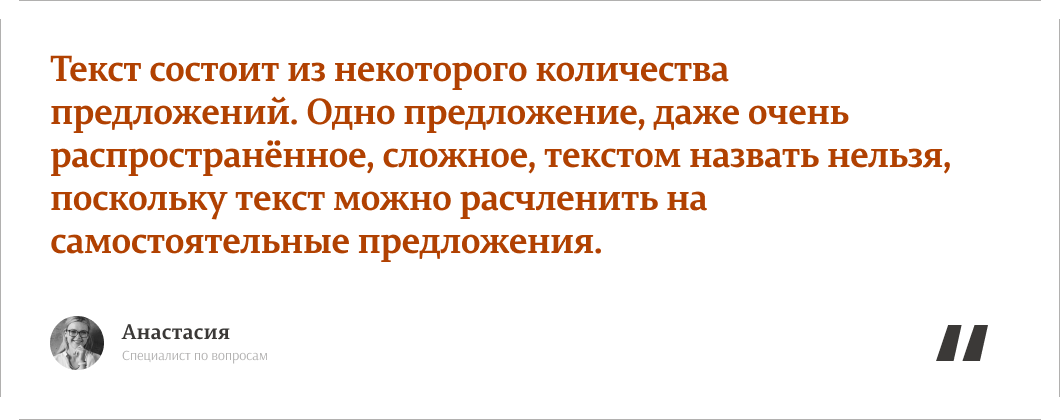 Текст состоит из некоторого количества
предложений. Одно предложение, даже очень
распространённое, сложное, текстом назвать нельзя,
поскольку текст можно расчленить на
самостоятельные предложения.
Анастасия
Специалист по вопросам